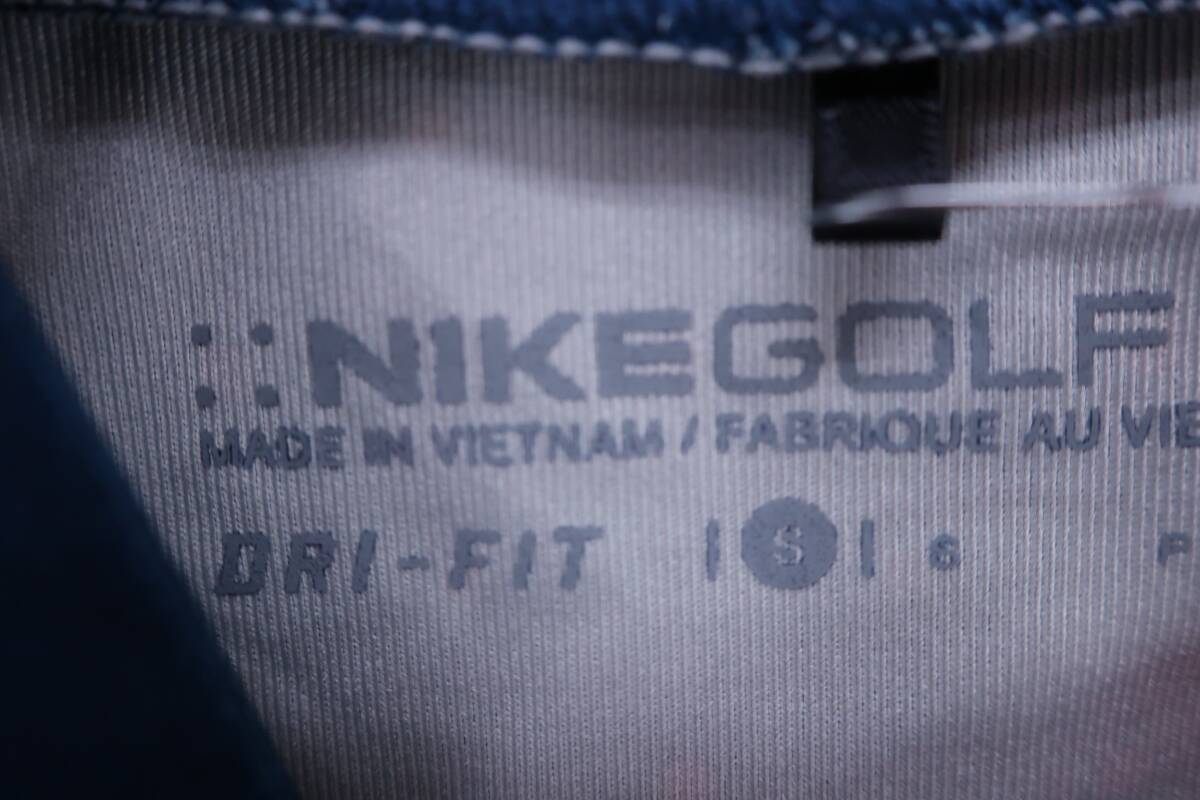 ::NIKEGOLF
MADE IN VIETNAM / FABRIQUE AU
DRI-FIT | S | S